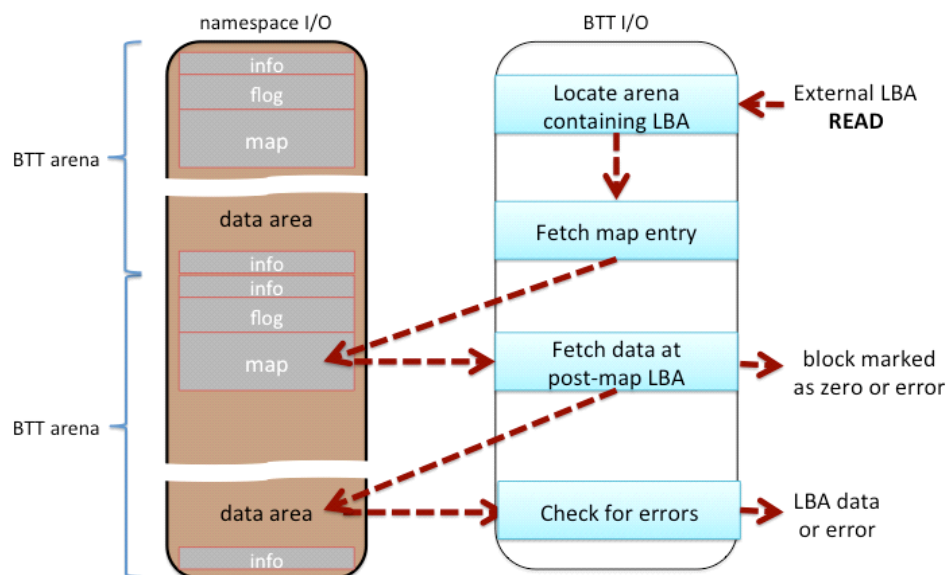 namespace I/O
BTT I/O
info
flog
map
BTT arena
data area
info
info
flog
map
BTT arena
data area
info
Locate arena
containing LBA
External LBA
READ
Fetch map entry
Fetch data at
post-map LBA
block marked
as zero or error
Check for errors
LBA data
or error